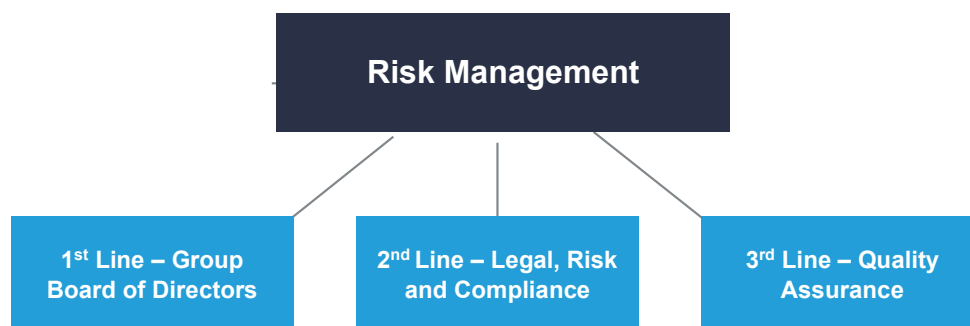 Risk Management
1st Line – Group
Board of Directors
2nd Line – Legal, Risk
and Compliance
3rd Line – Quality
Assurance